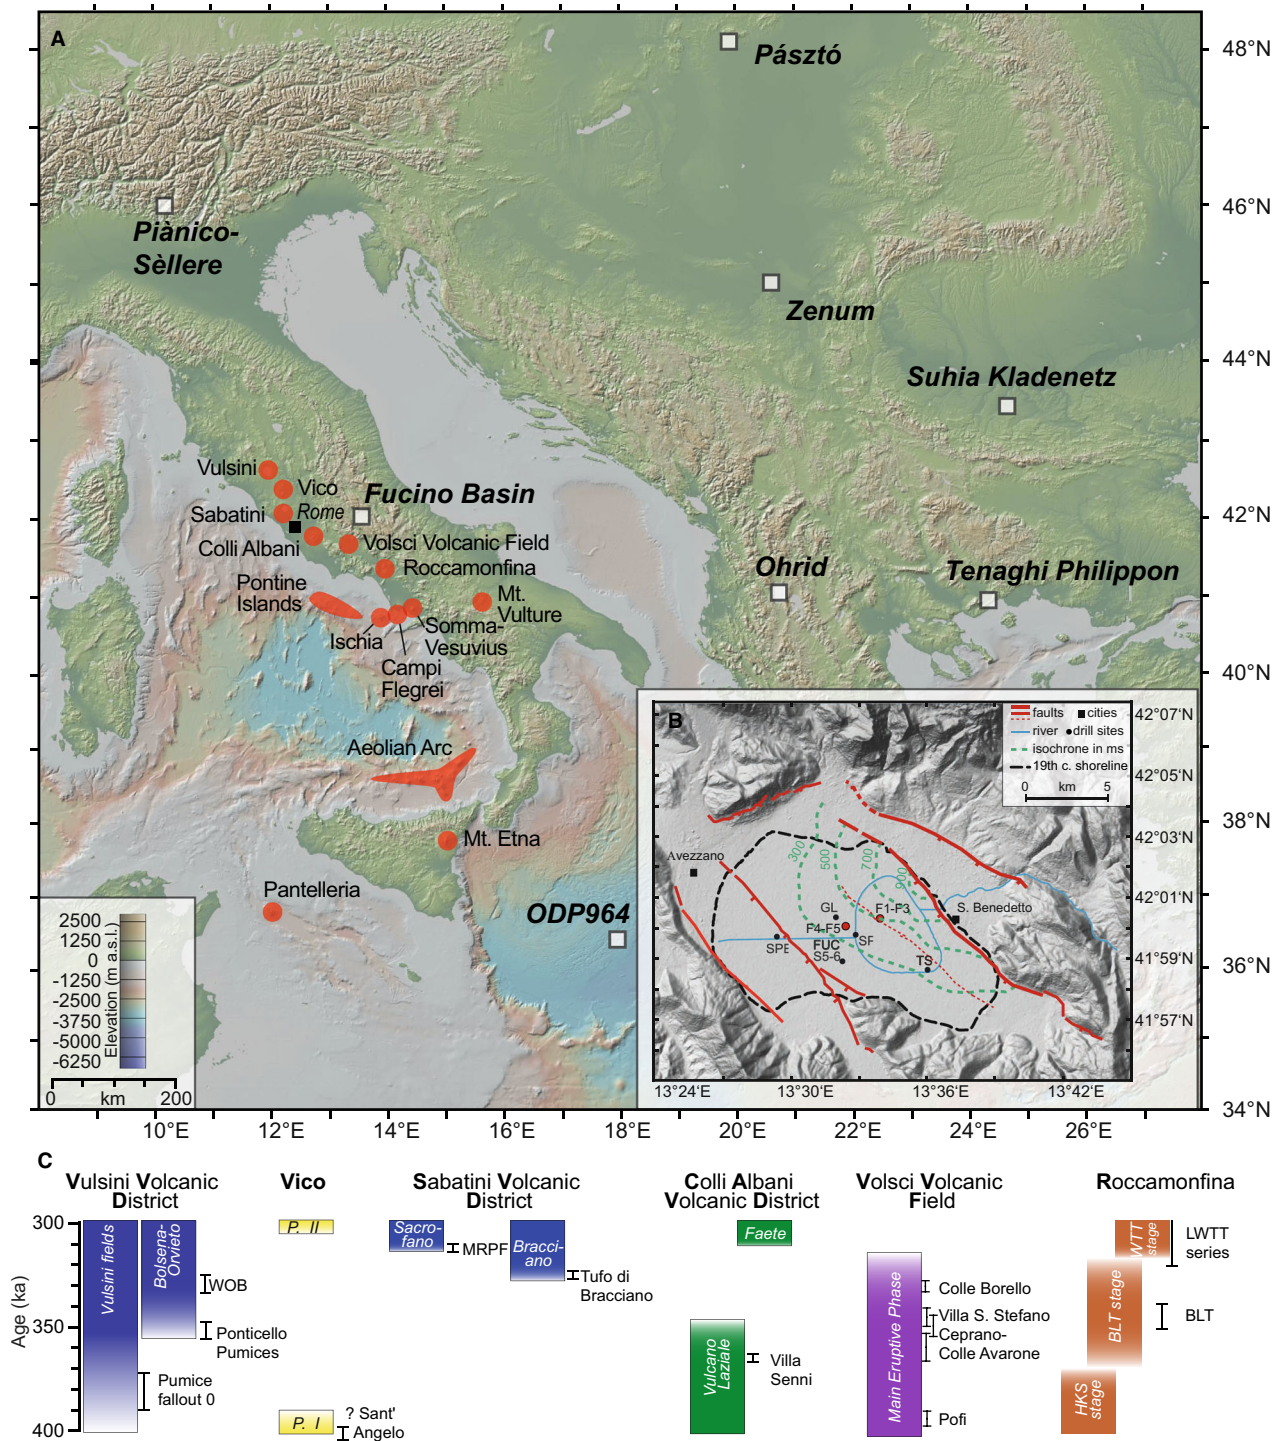 A
48°N
46°N
44°N
42°N
40°N
38°N
36°N
34°N
Pásztó
Piànico-
Sèllere
Zenum
Suhia Kladenetz
Vulsini
Vico
Fucino Basin
Sabatini
Rome
Colli Albani
Volsci Volcanic Field
Roccamonfina
Ohrid
Tenaghi Philippon
Pontine
Islands
Mt.
Vulture
Ischia
Somma-
Vesuvius
Campi
Flegrei
Aeolian Arc
Mt. Etna
Pantelleria
ODP964
2500
1250
0
-1250
-2500
-3750
-5000
-6250
Elevation (m a.s.l.)
0 km 200
10°E 12°E 14°E 16°E 18°E 20°E 22°E 24°E 26°E
B
faults cities
river drill sites
isochrone in ms
19th c. shoreline
km
0 5
42°07'N
42°05'N
42°03'N
42°01'N
41°59'N
41°57'N
13°24'E 13°30'E 13°36'E 13°42'E
Avezzano
300
500
700
900
GL
F1-F3
S. Benedetto
F4-F5
SPE
FUC
SF
S5-6
TS
C
Vulsini Volcanic
District
Vico
Sabatini Volcanic
District
Colli Albani
Volcanic District
Volsci Volcanic
Field
Roccamonfina
Age (ka)
300
350
400
Vulsini fields
Bolsena-
Orvieto
WOB
Ponticello
Pumices
Pumice
fallout 0
P. II
P. I
? Sant'
Angelo
Sacro-
fano
MRPF
Bracci-
ano
Tufo di
Bracciano
Faete
Vulcano
Laziale
Villa
Senni
Main Eruptive Phase
Colle Borello
Villa S. Stefano
Ceprano-
Colle Avarone
Pofi
WTT
stage
LWTT
series
BLT stage
BLT
HKS
stage